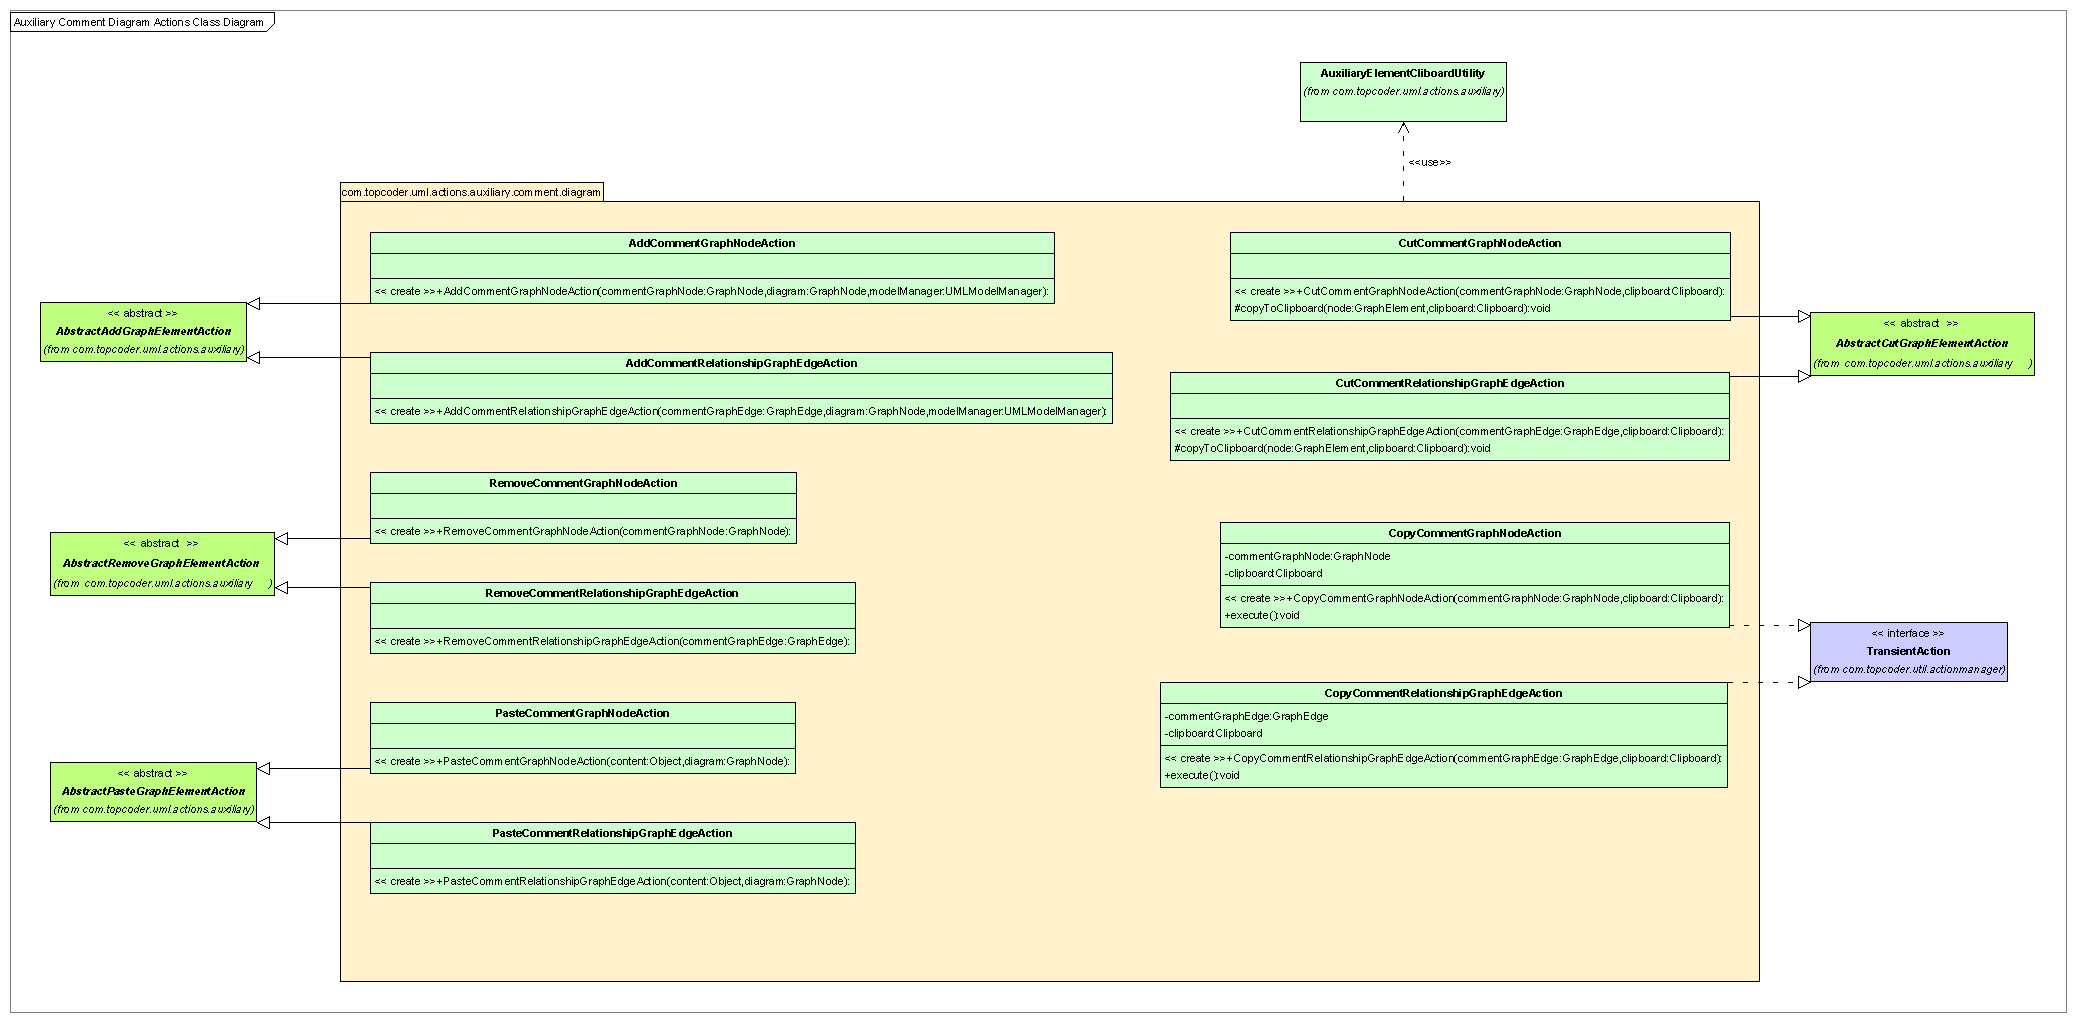 Auxiliary Comment Diagram Actions Class Diagram
AuxiliaryElementCliboardUtility
(from com.topcoder.uml.actions.auxiliary)
<<use>>
com.topcoder.uml.actions.auxiliary.comment.diagram
AddCommentGraphNodeAction
<< create >>+AddCommentGraphNodeAction(commentGraphNode:GraphNode,diagram:GraphNode,modelManager:UMLModelManager):
<< abstract >>
AbstractAddGraphElementAction
(from com.topcoder.uml.actions.auxiliary)
AddCommentRelationshipGraphEdgeAction
<< create >>+AddCommentRelationshipGraphEdgeAction(commentGraphEdge:GraphEdge,diagram:GraphNode,modelManager:UMLModelManager):
RemoveCommentGraphNodeAction
<< create >>+RemoveCommentGraphNodeAction(commentGraphNode:GraphNode):
<< abstract >>
AbstractRemoveGraphElementAction
(from com.topcoder.uml.actions.auxiliary )
RemoveCommentRelationshipGraphEdgeAction
<< create >>+RemoveCommentRelationshipGraphEdgeAction(commentGraphEdge:GraphEdge):
PasteCommentGraphNodeAction
<< create >>+PasteCommentGraphNodeAction(content:Object,diagram:GraphNode):
<< abstract >>
AbstractPasteGraphElementAction
(from com.topcoder.uml.actions.auxiliary)
PasteCommentRelationshipGraphEdgeAction
<< create >>+PasteCommentRelationshipGraphEdgeAction(content:Object,diagram:GraphNode):
CutCommentGraphNodeAction
<< create >>+CutCommentGraphNodeAction(commentGraphNode:GraphNode,clipboard:Clipboard):
#copyToClipboard(node:GraphElement,clipboard:Clipboard):void
<< abstract >>
AbstractCutGraphElementAction
(from com.topcoder.uml.actions.auxiliary )
CutCommentRelationshipGraphEdgeAction
<< create >>+CutCommentRelationshipGraphEdgeAction(commentGraphEdge:GraphEdge,clipboard:Clipboard):
#copyToClipboard(node:GraphElement,clipboard:Clipboard):void
CopyCommentGraphNodeAction
-commentGraphNode:GraphNode
-clipboard:Clipboard
<< create >>+CopyCommentGraphNodeAction(commentGraphNode:GraphNode,clipboard:Clipboard):
+execute():void
<< interface >>
TransientAction
(from com.topcoder.util.actionmanager)
CopyCommentRelationshipGraphEdgeAction
-commentGraphEdge:GraphEdge
-clipboard:Clipboard
<< create >>+CopyCommentRelationshipGraphEdgeAction(commentGraphEdge:GraphEdge,clipboard:Clipboard):
+execute():void